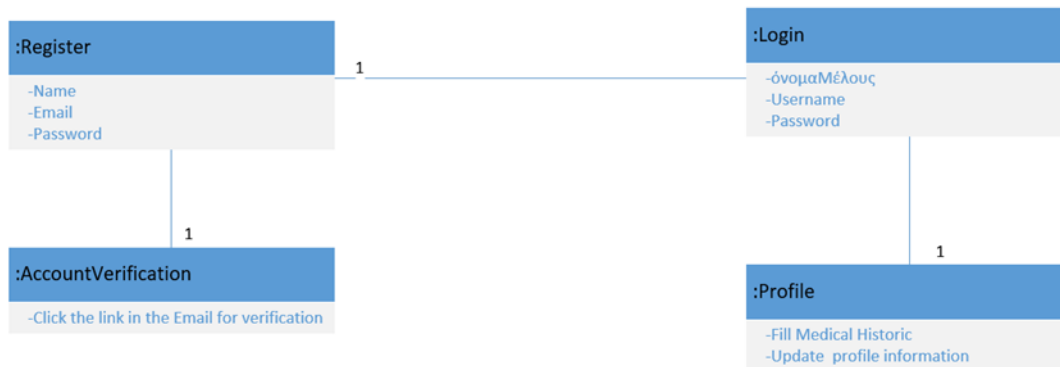 :Register
-Name
-Email
-Password
1
:Login
-όνομαΜέλους
-Username
-Password
1
:AccountVerification
-Click the link in the Email for verification
1
:Profile
-Fill Medical Historic
-Update profile information